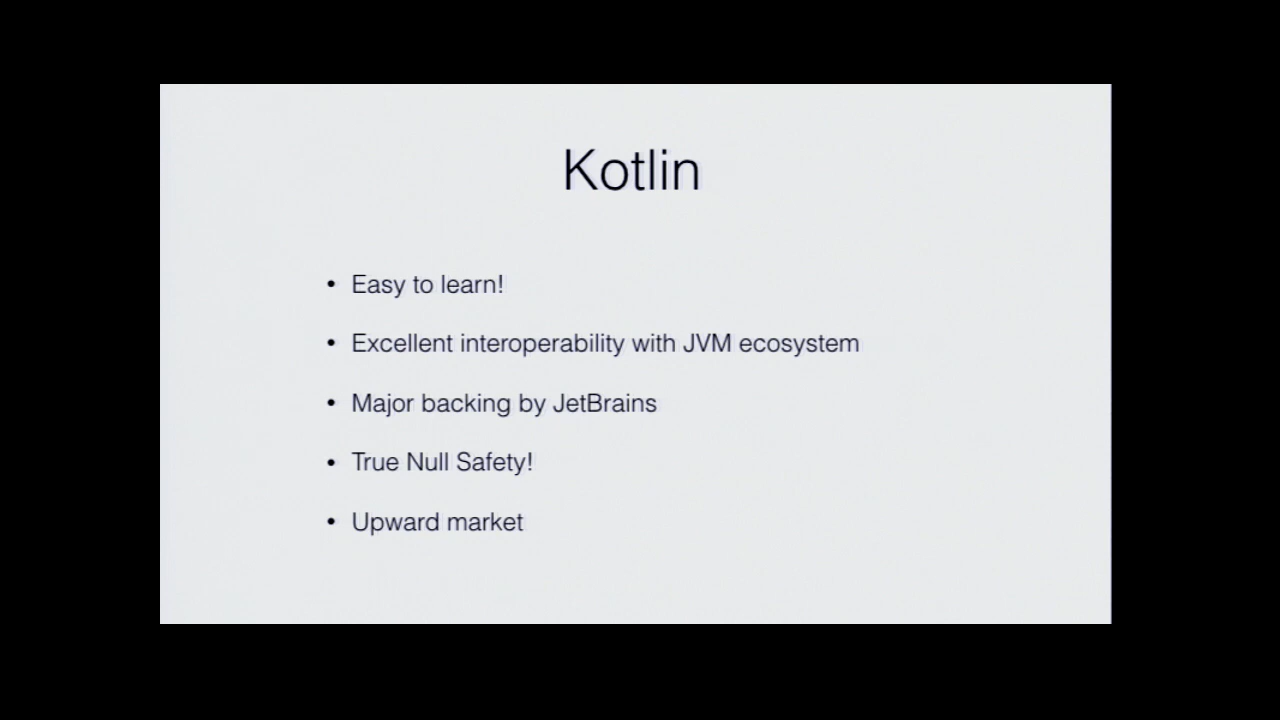 Kotlin
• Easy to learn!
• Excellent interoperability with JVM ecosystem
• Major backing by JetBrains
• True Null Safety!
• Upward market